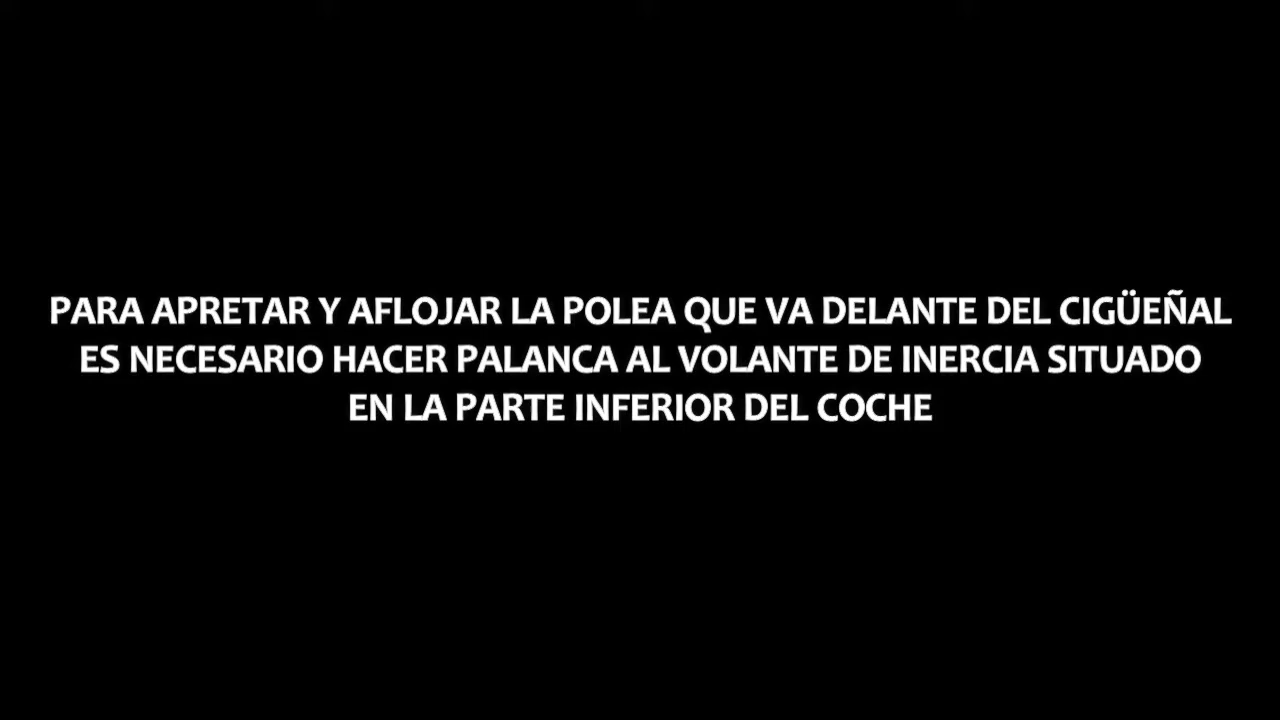 PARA APRETAR Y AFLOJAR LA POLEA QUE VA DELANTE DEL CIGÜEÑAL
ES NECESARIO HACER PALANCA AL VOLANTE DE INERCIA SITUADO
EN LA PARTE INFERIOR DEL COCHE